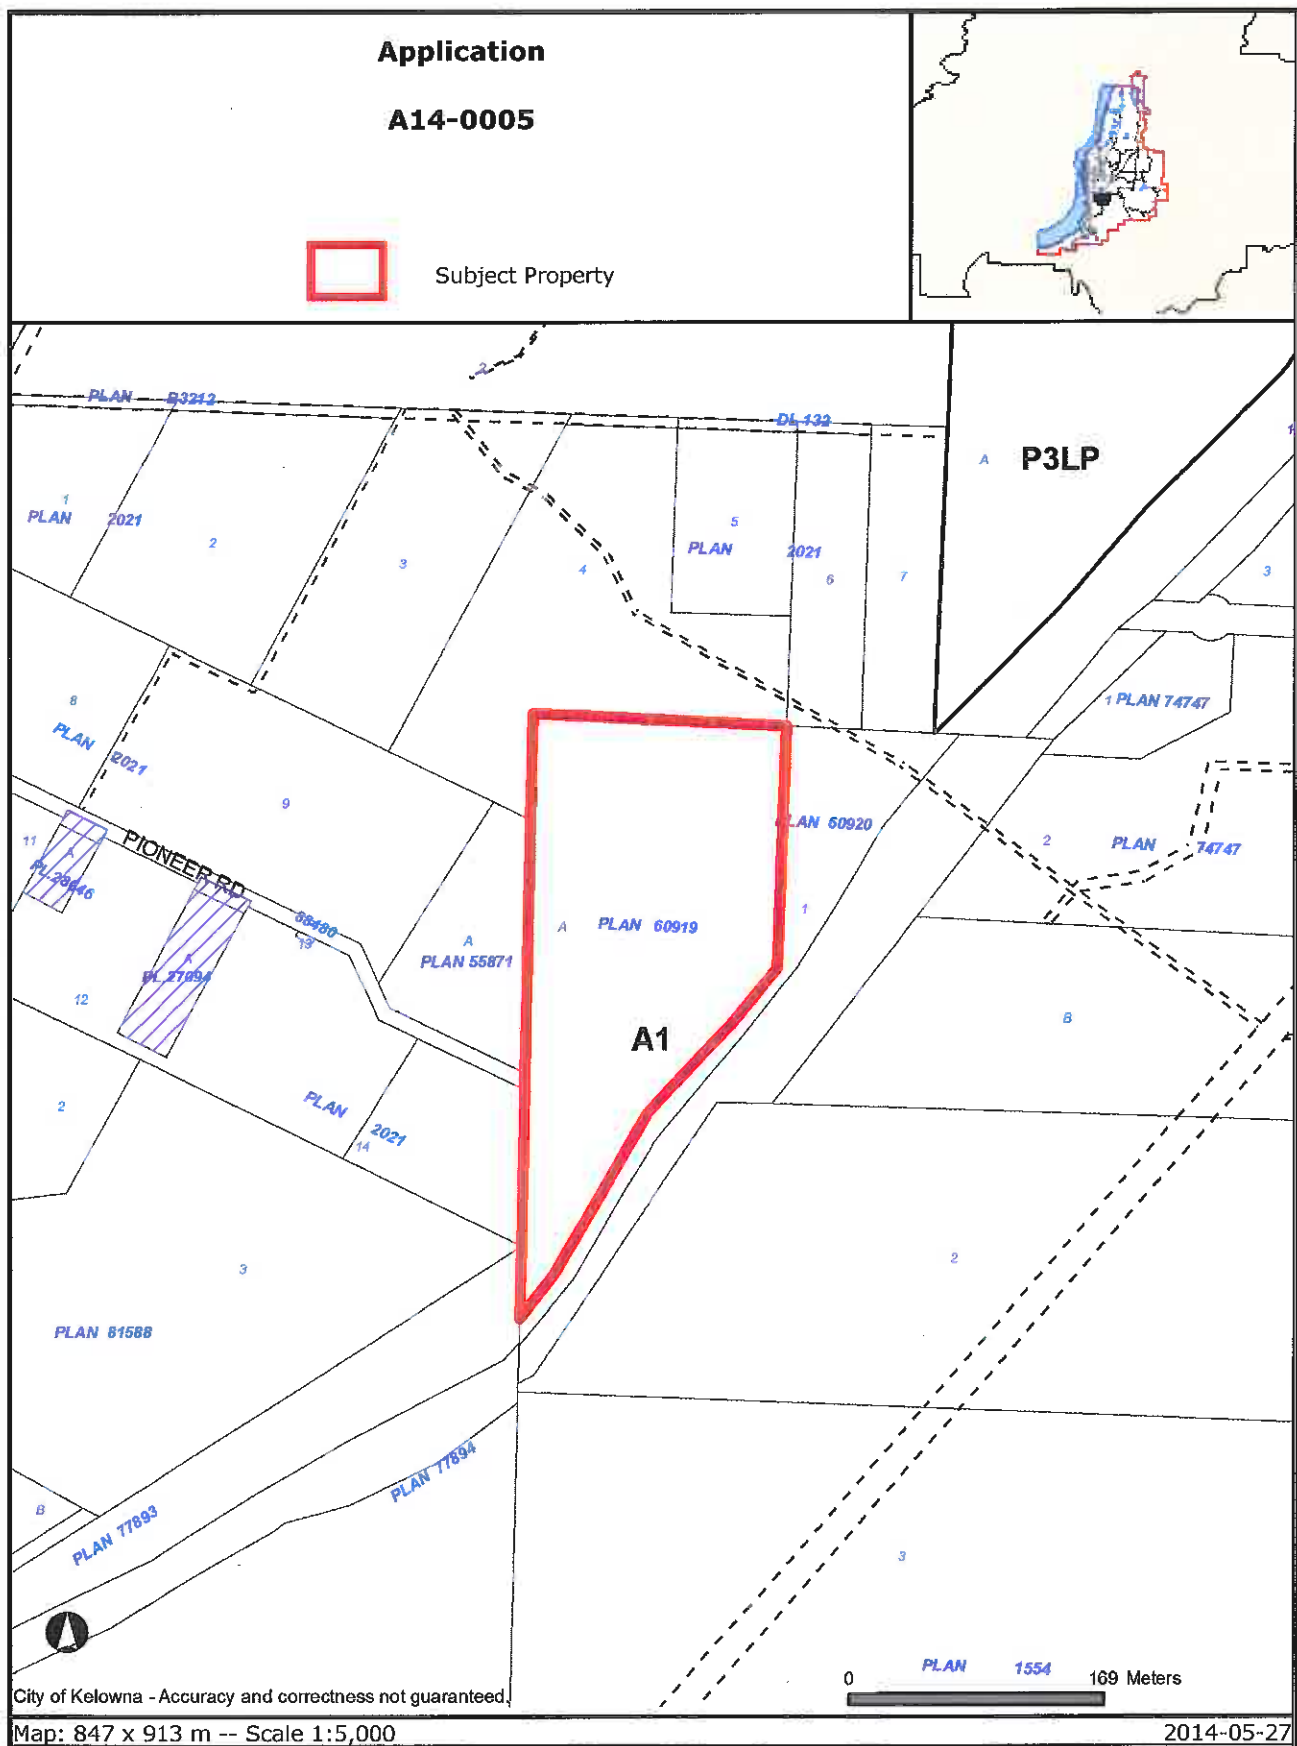 Application
A14-0005
Subject Property
2
PLAN B3212
DL 132
A
P3LP
1
PLAN 2021
2
3
4
5
PLAN 2021
6
7
3
8
PLAN 2021
1 PLAN 74747
9
PLAN 60920
2
PLAN 74747
11
A
PL.28646
PIONEER RD
88480
13
A
PLAN 55871
A
PLAN 60919
1
A
PL.27094
12
A1
B
2
PLAN 2021
14
3
2
PLAN 81588
PLAN 77894
B
PLAN 77893
3
0
PLAN 1554
169 Meters
City of Kelowna - Accuracy and correctness not guaranteed.
Map: 847 x 913 m -- Scale 1:5,000
2014-05-27